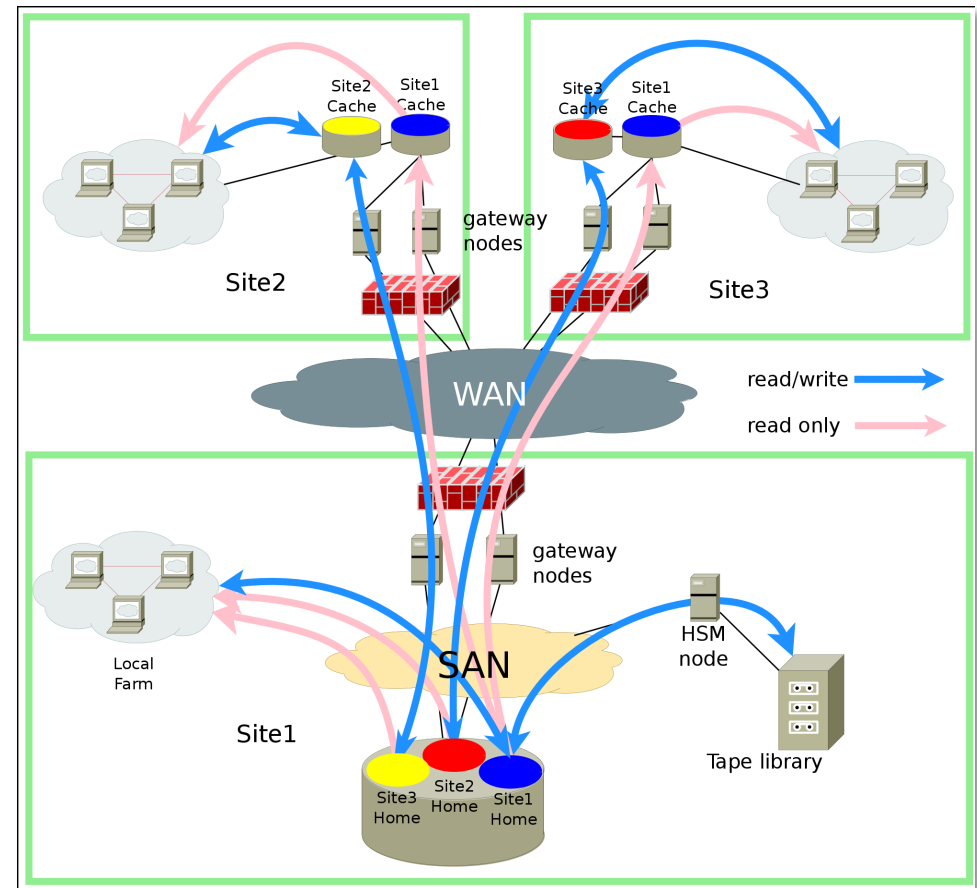 Site2
Cache
Site1
Cache
Site3
Cache
Site1
Cache
gateway
nodes
Site2
Site3
WAN
read/write
read only
gateway
nodes
HSM
node
Local
Farm
SAN
Site1
Tape library
Site3
Home
Site2
Home
Site1
Home